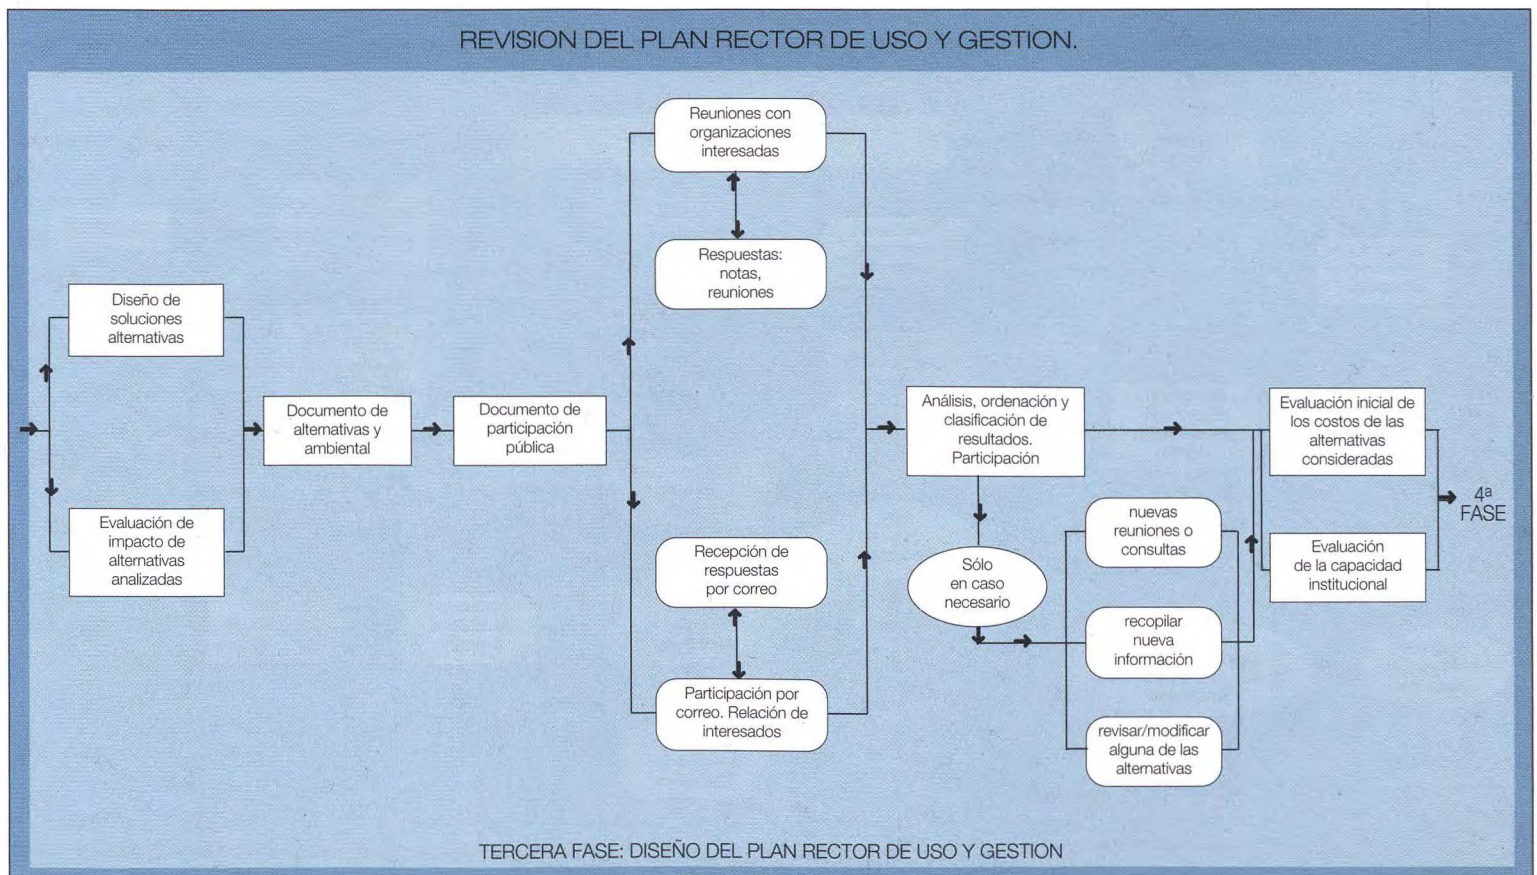 REVISION DEL PLAN RECTOR DE USO Y GESTION.
Diseño de
soluciones
alternativas
Evaluación de
impacto de
alternativas
analizadas
Documento de
alternativas y
ambiental
Documento de
participación
pública
Reuniones con
organizaciones
interesadas
Respuestas:
notas,
reuniones
Recepción de
respuestas
por correo
Participación por
correo. Relación de
interesados
Análisis, ordenación y
clasificación de
resultados.
Participación
Sólo
en caso
necesario
nuevas
reuniones o
consultas
recopilar
nueva
información
revisar/modificar
alguna de las
alternativas
Evaluación inicial de
los costos de las
alternativas
consideradas
Evaluación
de la capacidad
institucional
4ª
FASE
TERCERA FASE: DISEÑO DEL PLAN RECTOR DE USO Y GESTION